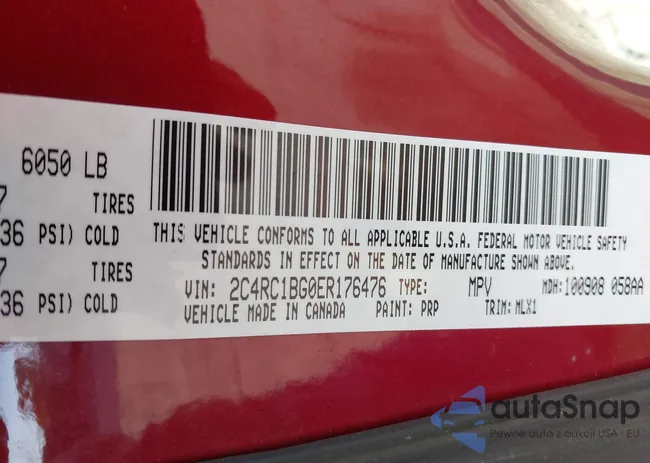 6050 LB
7 TIRES
36 PSI) COLD
7 TIRES
36 PSI) COLD
THIS VEHICLE CONFORMS TO ALL APPLICABLE U.S.A. FEDERAL MOTOR VEHICLE SAFETY
STANDARDS IN EFFECT ON THE DATE OF MANUFACTURE SHOWN ABOVE.
VIN: 2C4RC1BG0ER176476 TYPE: MPV MDH: 100908 058AA
VEHICLE MADE IN CANADA PAINT: PRP TRIM: MLX1
autaSnap
Pewne auta z aukcji USA i EU